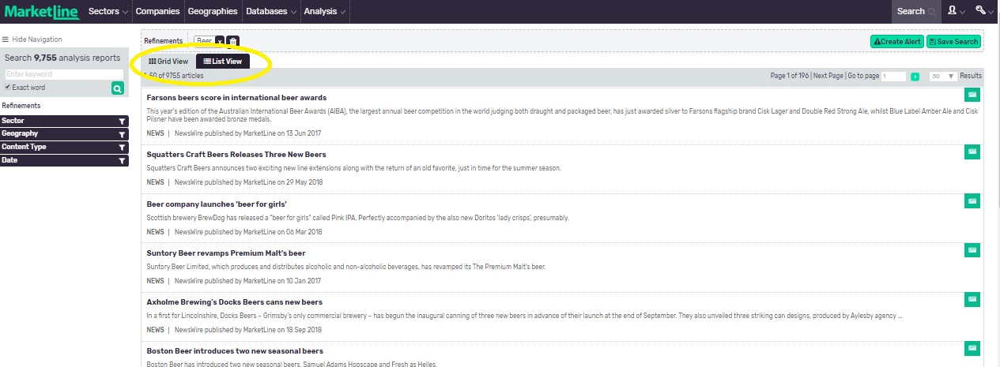 MarketLine Sectors Companies Geographies Databases Analysis Search
Hide Navigation
Search 9,755 analysis reports
Enter keyword
Exact word
Refinements
Sector
Geography
Content Type
Date
Refinements Beer x Create Alert Save Search
Grid View List View
1-50 of 9755 articles Page 1 of 196 | Next Page | Go to page 1 50 Results
Farsons beers score in international beer awards
This year's edition of the Australian International Beer Awards (AIBA), the largest annual beer competition in the world judging both draught and packaged beer, has just awarded silver to Farsons flagship brand Cisk Lager and Double Red Strong Ale, whilst Blue Label Amber Ale and Cisk
Pilsner have been awarded bronze medals.
NEWS | NewsWire published by MarketLine on 13 Jun 2017
Squatters Craft Beers Releases Three New Beers
Squatters Craft Beers announces two exciting new line extensions along with the return of an old favorite, just in time for the summer season.
NEWS | NewsWire published by MarketLine on 29 May 2018
Beer company launches 'beer for girls'
Scottish brewery BrewDog has released a "beer for girls" called Pink IPA. Perfectly accompanied by the also new Doritos 'lady crisps', presumably.
NEWS | NewsWire published by MarketLine on 06 Mar 2018
Suntory Beer revamps Premium Malt's beer
Suntory Beer Limited, which produces and distributes alcoholic and non-alcoholic beverages, has revamped its The Premium Malt's beer.
NEWS | NewsWire published by MarketLine on 10 Jan 2017
Axholme Brewing's Docks Beers cans new beers
In a first for Lincolnshire, Docks Beers – Grimsby's only commercial brewery – has begun the inaugural canning of three new beers in advance of their launch at the end of September. They also unveiled three striking can designs, produced by Aylesby agency ...
NEWS | NewsWire published by MarketLine on 18 Sep 2018
Boston Beer introduces two new seasonal beers
Boston Beer has introduced two new seasonal beers, Samuel Adams Hopscape and Fresh as Helles.